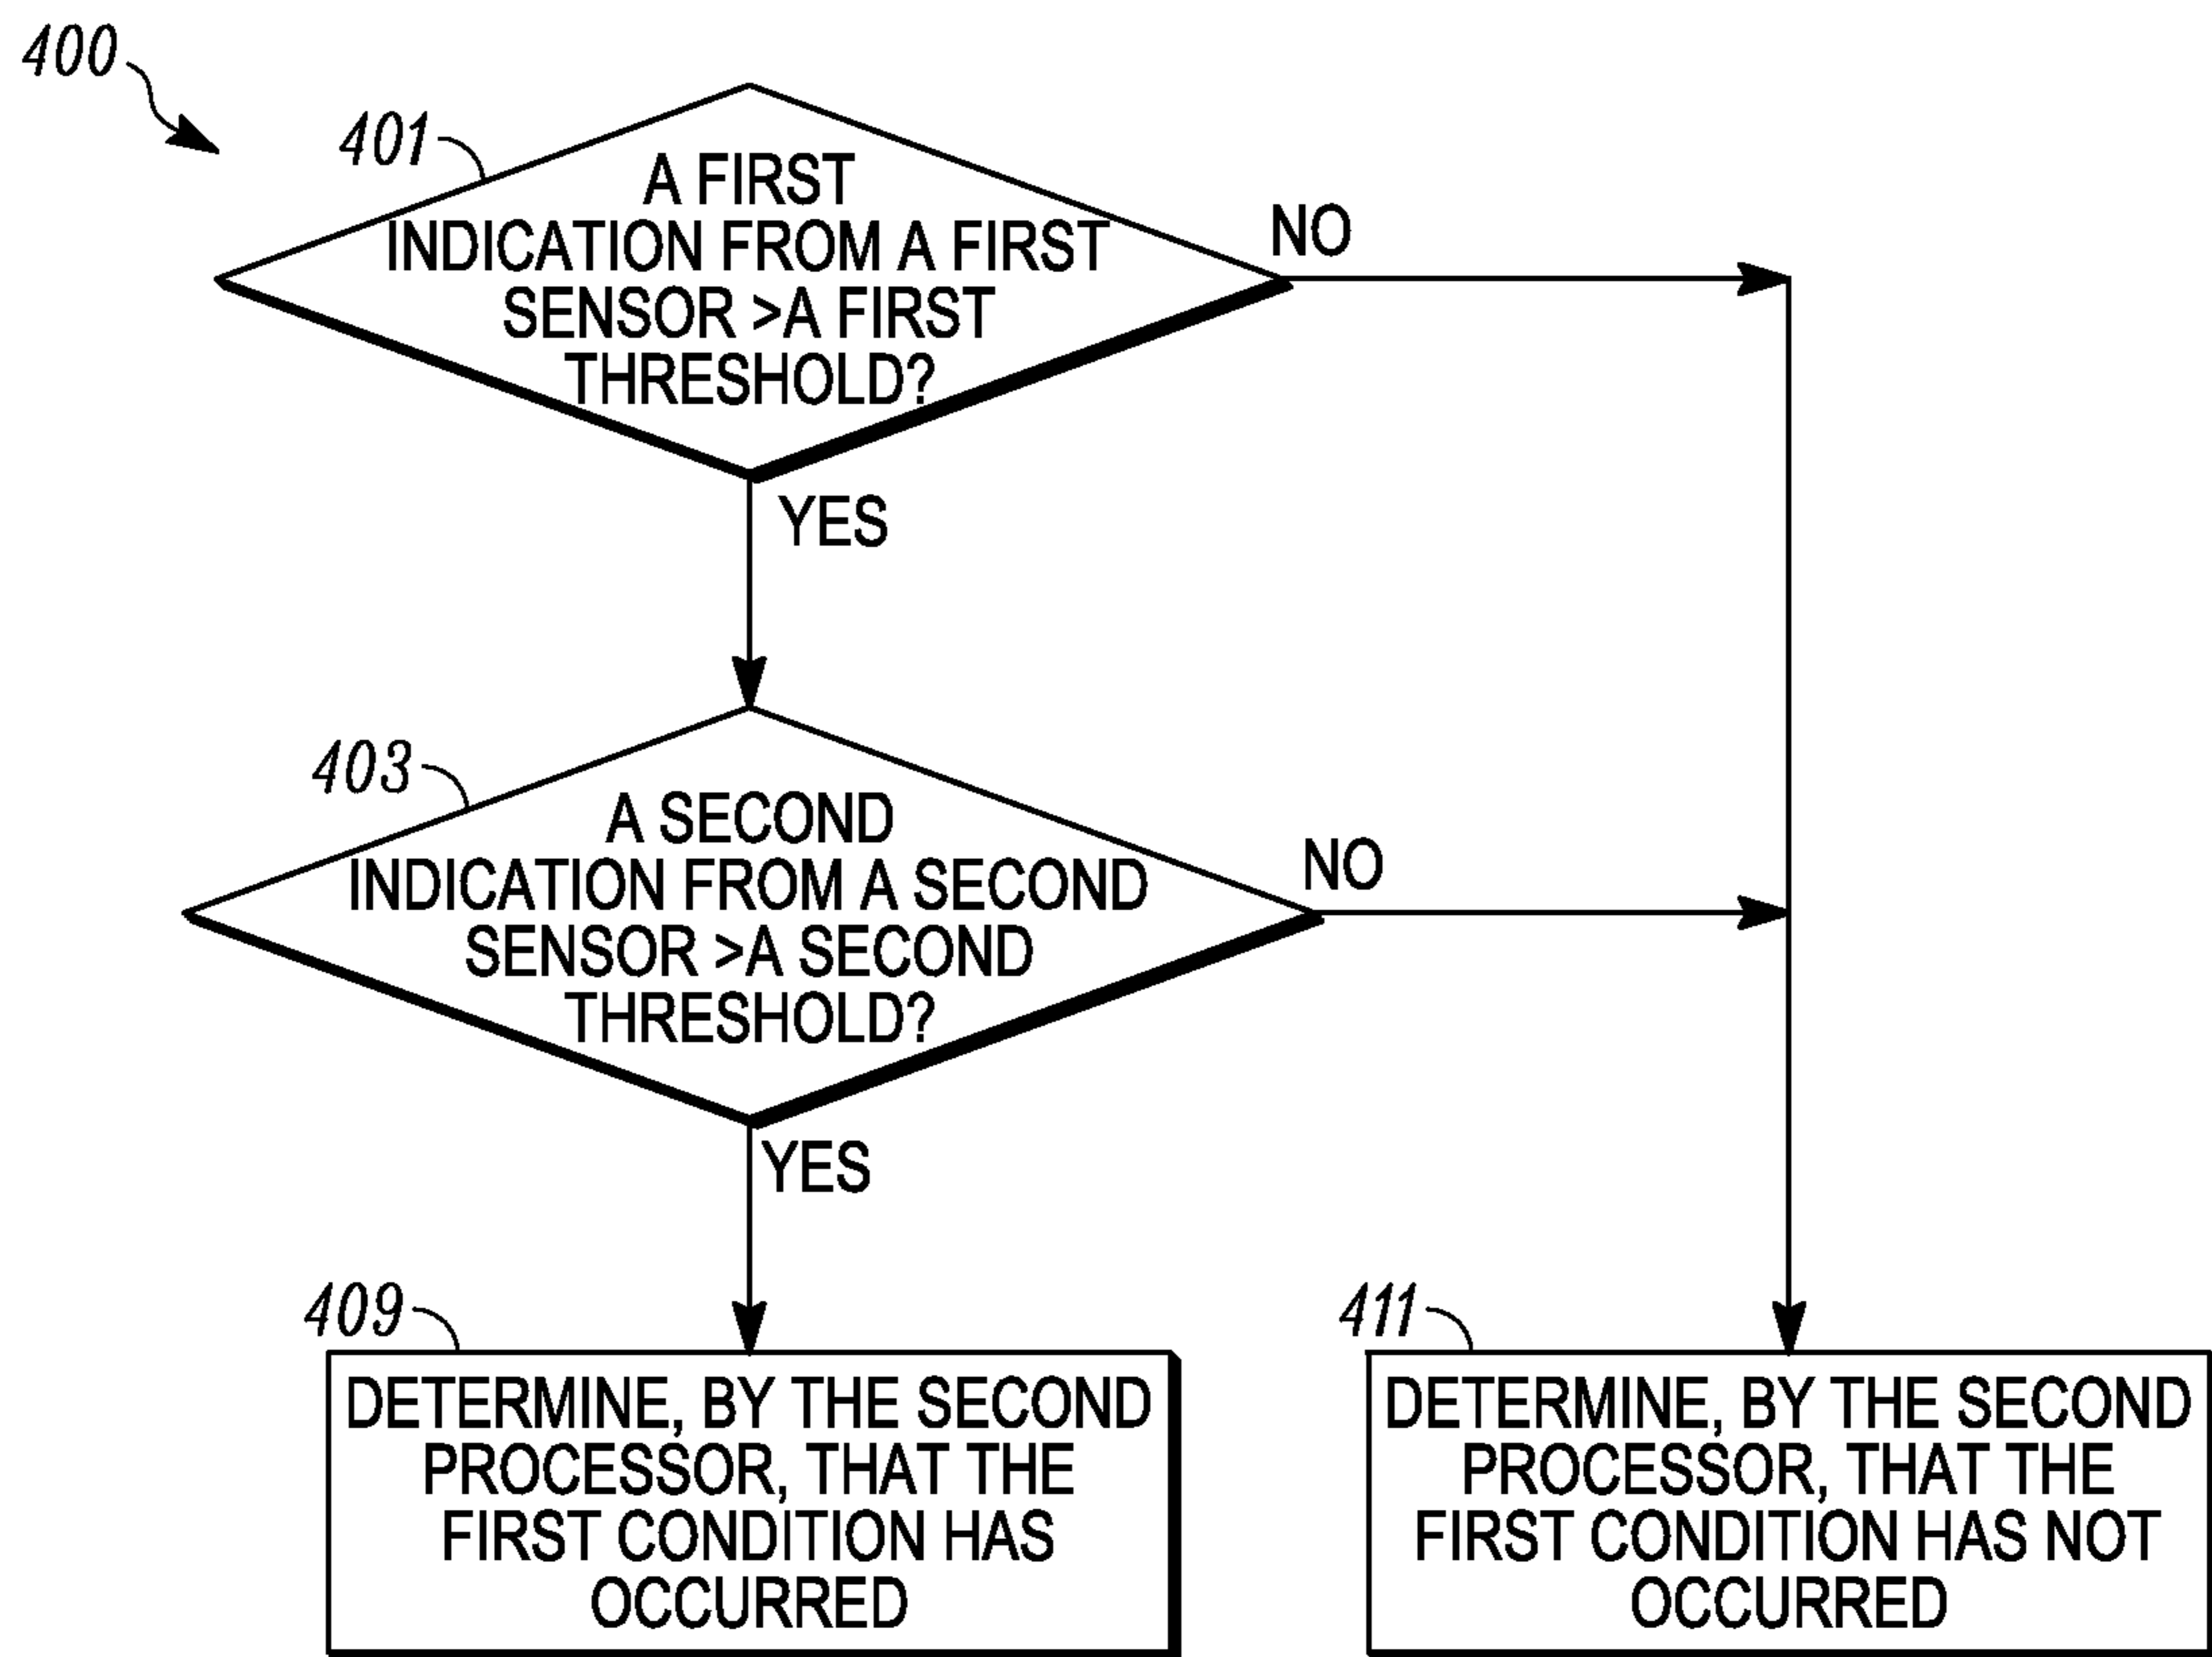 400
401
A FIRST
INDICATION FROM A FIRST
SENSOR >A FIRST
THRESHOLD?
NO
YES
403
A SECOND
INDICATION FROM A SECOND
SENSOR >A SECOND
THRESHOLD?
NO
YES
409
DETERMINE, BY THE SECOND
PROCESSOR, THAT THE
FIRST CONDITION HAS
OCCURRED
411
DETERMINE, BY THE SECOND
PROCESSOR, THAT THE
FIRST CONDITION HAS NOT
OCCURRED